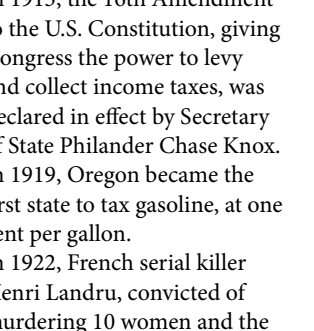 1913, the 16th Amendment
the U.S. Constitution, giving
ongress the power to levy
nd collect income taxes, was
eclared in effect by Secretary
f State Philander Chase Knox.
n 1919, Oregon became the
rst state to tax gasoline, at one
ent per gallon.
n 1922, French serial killer
enri Landru, convicted of
murdering 10 women and the